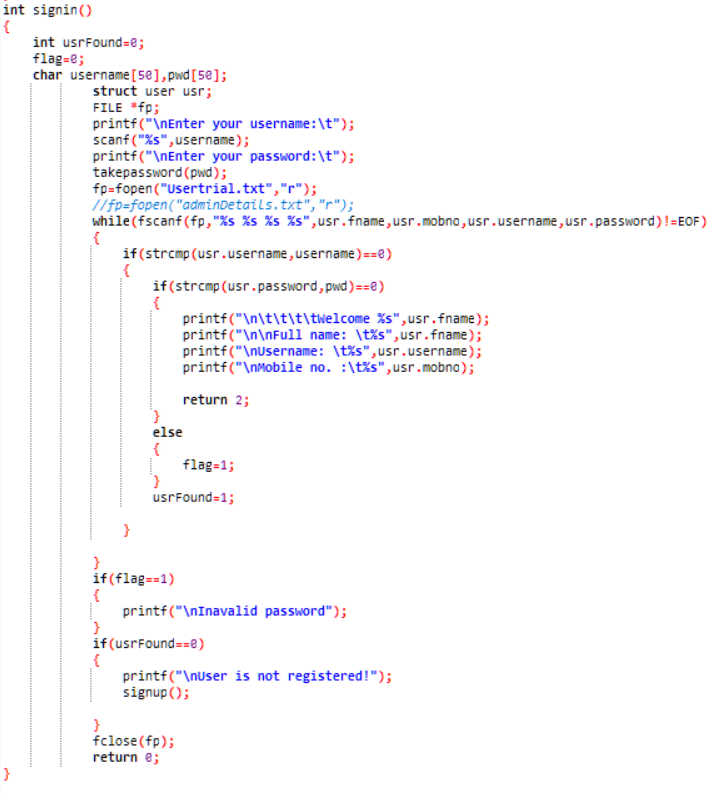 int signin()
{
    int usrFound=0;
    flag=0;
    char username[50],pwd[50];
            struct user usr;
            FILE *fp;
            printf("\nEnter your username:\t");
            scanf("%s",username);
            printf("\nEnter your password:\t");
            takepassword(pwd);
            fp=fopen("Usertrial.txt","r");
            //fp=fopen("adminDetails.txt","r");
            while(fscanf(fp,"%s %s %s %s",usr.fname,usr.mobno,usr.username,usr.password)!=EOF)
            {
                if(strcmp(usr.username,username)==0)
                {
                    if(strcmp(usr.password,pwd)==0)
                    {
                        printf("\n\t\t\t\tWelcome %s",usr.fname);
                        printf("\n\nFull name: \t%s",usr.fname);
                        printf("\nUsername: \t%s",usr.username);
                        printf("\nMobile no. :\t%s",usr.mobno);

                        return 2;
                    }
                    else
                    {
                        flag=1;
                    }
                    usrFound=1;

                }

            }
            if(flag==1)
            {
                printf("\nInavalid password");
            }
            if(usrFound==0)
            {
                printf("\nUser is not registered!");
                signup();

            }
            fclose(fp);
            return 0;
}